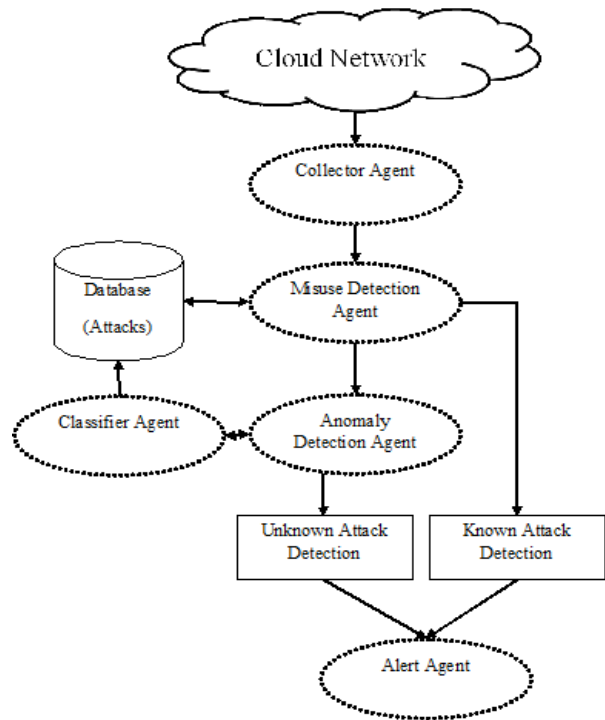 Cloud Network
Collector Agent
Misuse Detection
Agent
Database
(Attacks)
Classifier Agent
Anomaly
Detection Agent
Unknown Attack
Detection
Known Attack
Detection
Alert Agent